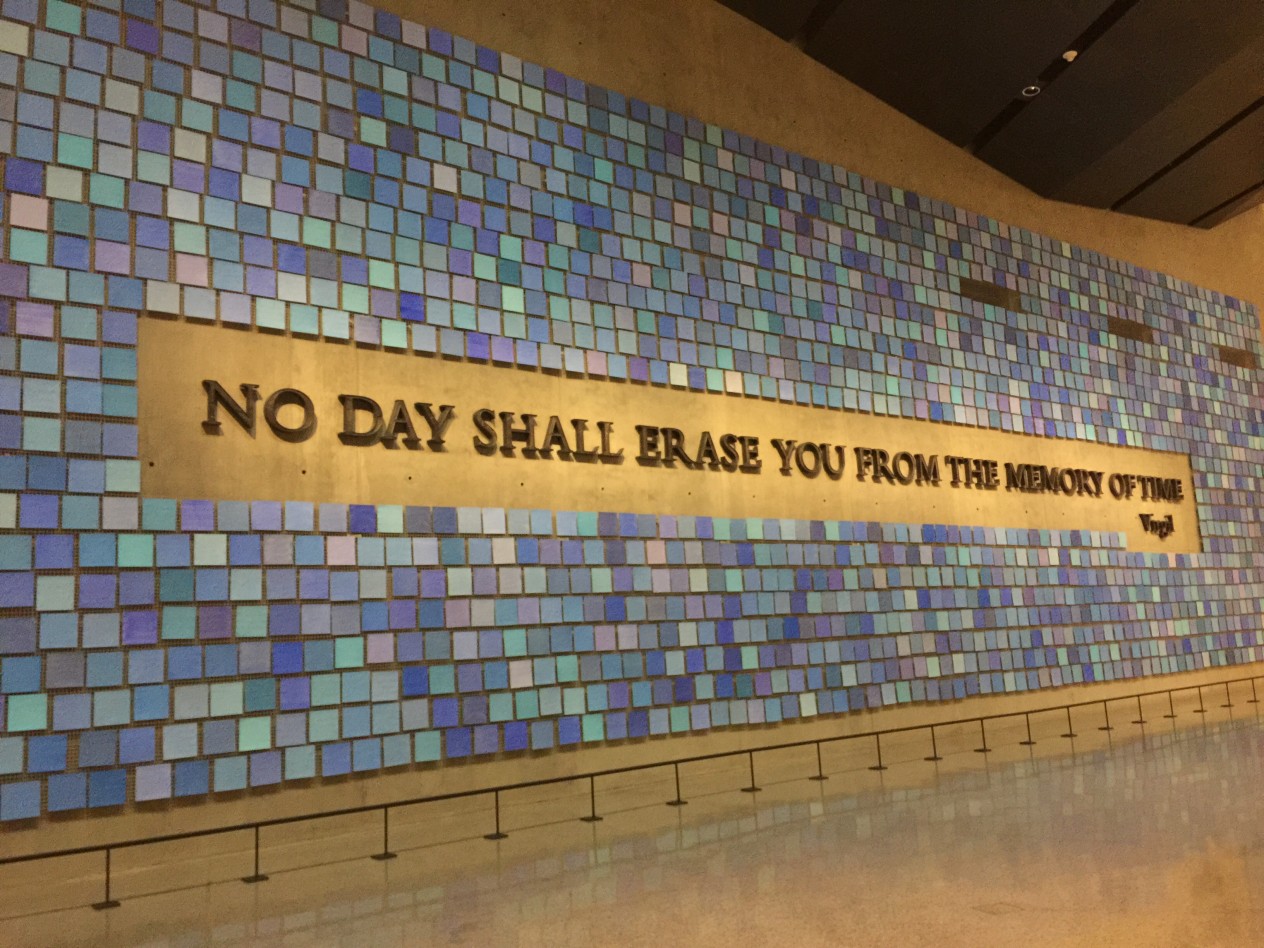 NO DAY SHALL ERASE YOU FROM THE MEMORY OF TIME
Virgil